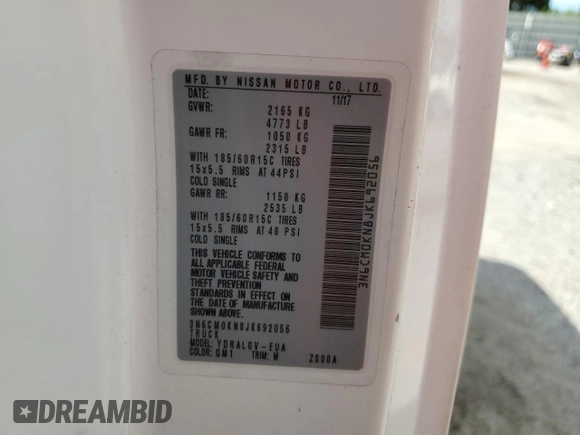 MFD. BY NISSAN MOTOR CO., LTD.
DATE: 11/17
GVWR: 2165 KG
4773 LB
GAWR FR: 1050 KG
2315 LB
WITH 185/60R15C TIRES
15x5.5 RIMS AT 44PSI
COLD SINGLE
GAWR RR: 1150 KG
2535 LB
WITH 185/60R15C TIRES
15x5.5 RIMS AT 48 PSI
COLD SINGLE
THIS VEHICLE CONFORMS TO
ALL APPLICABLE FEDERAL
MOTOR VEHICLE SAFETY AND
THEFT PREVENTION
STANDARDS IN EFFECT ON
THE DATE OF MANUFACTURE
SHOWN ABOVE.
3N6CM0KN8JK692056
TRUCK
MODEL: YDRALGV-EUA
COLOR: QM1 TRIM: W ZS00A
3N6CM0KN8JK692056
DREAMBID